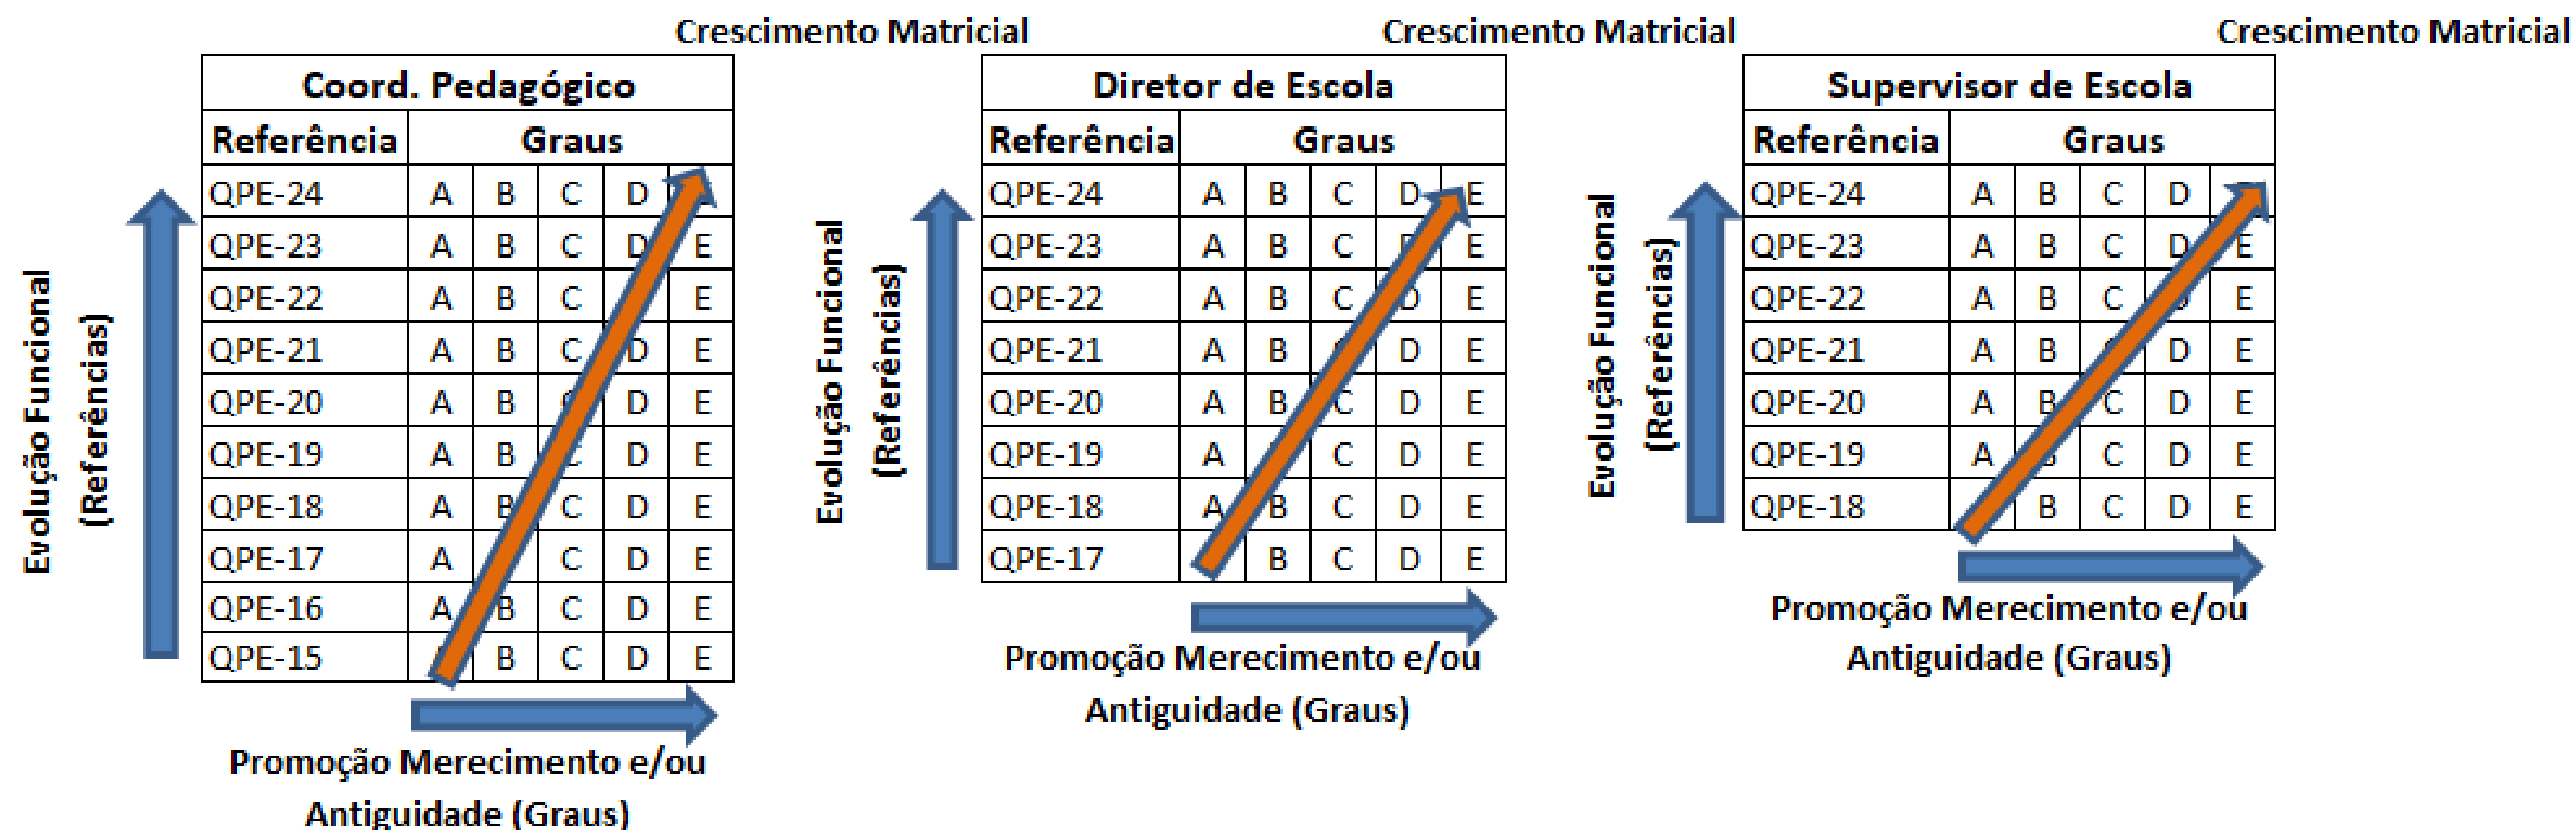 Crescimento Matricial
Coord. Pedagógico
Referência Graus
QPE-24 A B C D
QPE-23 A B C D E
QPE-22 A B C E
QPE-21 A B C D E
QPE-20 A B C D E
QPE-19 A B C D E
QPE-18 A B C D E
QPE-17 A C D E
QPE-16 A B C D E
QPE-15 B C D E
Evolução Funcional
(Referências)
Promoção Merecimento e/ou
Antiguidade (Graus)
Crescimento Matricial
Diretor de Escola
Referência Graus
QPE-24 A B C D E
QPE-23 A B C D E
QPE-22 A B C D E
QPE-21 A B D E
QPE-20 A B C D E
QPE-19 A C D E
QPE-18 A B C D E
QPE-17 B C D E
Evolução Funcional
(Referências)
Promoção Merecimento e/ou
Antiguidade (Graus)
Crescimento Matricial
Supervisor de Escola
Referência Graus
QPE-24 A B C D
QPE-23 A B C D E
QPE-22 A B C D E
QPE-21 A B C D E
QPE-20 A B C D E
QPE-19 A B C D E
QPE-18 B C D E
Evolução Funcional
(Referências)
Promoção Merecimento e/ou
Antiguidade (Graus)